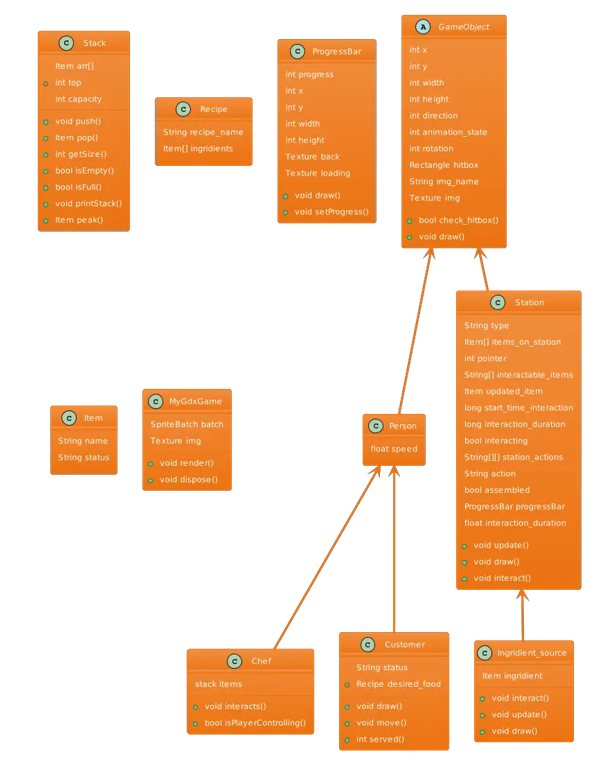 C Stack
Item arr[]
int top
int capacity
void push()
Item pop()
int getSize()
bool isEmpty()
bool isFull()
void printStack()
Item peak()
C Recipe
String recipe_name
Item[] ingridients
C ProgressBar
int progress
int x
int y
int width
int height
Texture back
Texture loading
void draw()
void setProgress()
A GameObject
int x
int y
int width
int height
int direction
int animation_state
int rotation
Rectangle hitbox
String img_name
Texture img
bool check_hitbox()
void draw()
C Item
String name
String status
C MyGdxGame
SpriteBatch batch
Texture img
void render()
void dispose()
C Person
float speed
C Station
String type
Item[] items_on_station
int pointer
String[] interactable_items
Item updated_item
long start_time_interaction
long interaction_duration
bool interacting
String[][] station_actions
String action
bool assembled
ProgressBar progressBar
float interaction_duration
void update()
void draw()
void interact()
C Chef
stack items
void interacts()
bool isPlayerControlling()
C Customer
String status
Recipe desired_food
void draw()
void move()
int served()
C Ingridient_source
Item ingridient
void interact()
void update()
void draw()